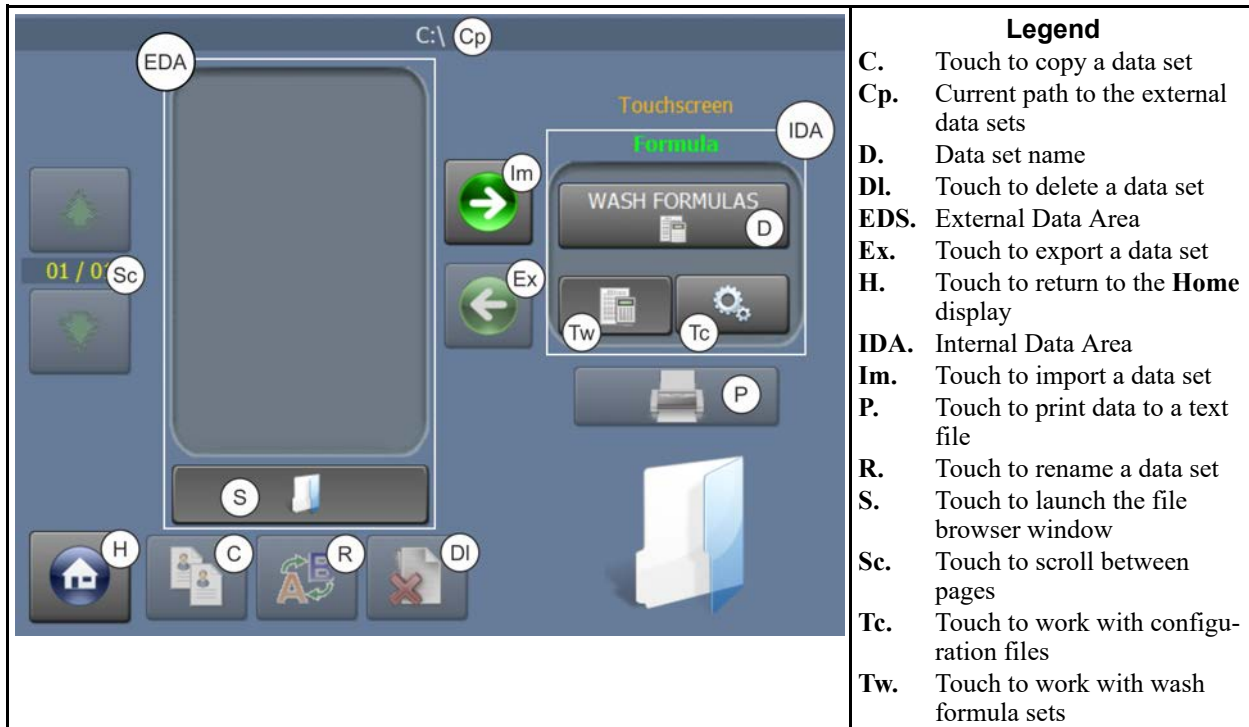 C:\ Cp
EDA
Touchscreen
IDA
Formula
Im
WASH FORMULAS
D
01 / 0
Sc
Ex
Tw
Tc
P
S
H
C
R
Dl
Legend
C. Touch to copy a data set
Cp. Current path to the external
data sets
D. Data set name
Dl. Touch to delete a data set
EDS. External Data Area
Ex. Touch to export a data set
H. Touch to return to the Home
display
IDA. Internal Data Area
Im. Touch to import a data set
P. Touch to print data to a text
file
R. Touch to rename a data set
S. Touch to launch the file
browser window
Sc. Touch to scroll between
pages
Tc. Touch to work with configu-
ration files
Tw. Touch to work with wash
formula sets